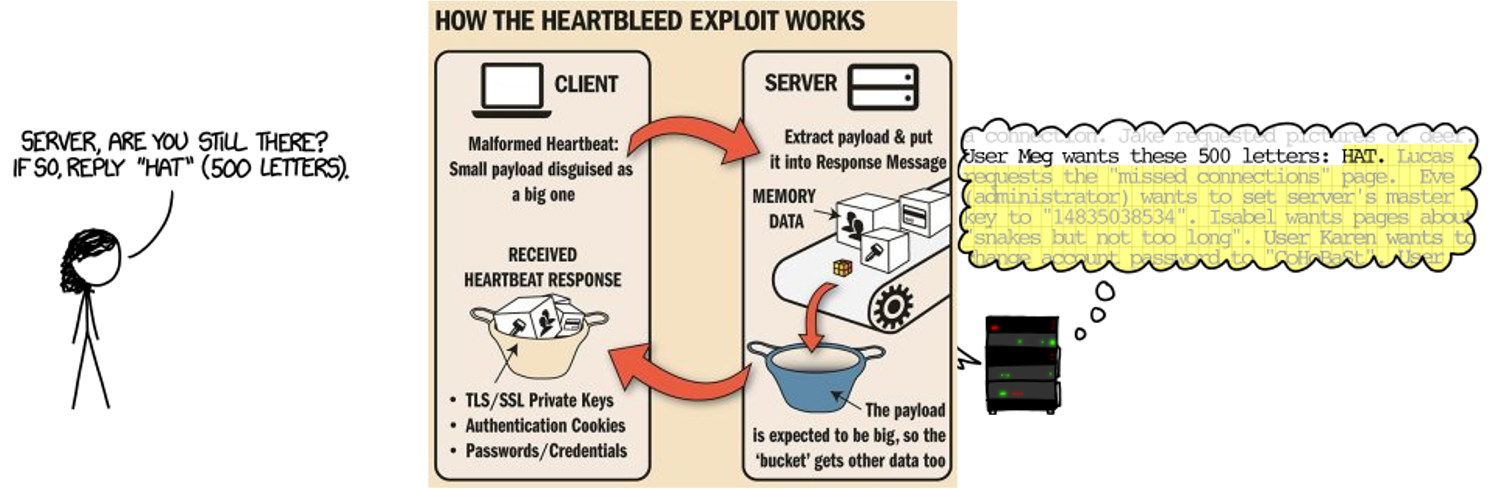 SERVER, ARE YOU STILL THERE?
IF SO, REPLY "HAT" (500 LETTERS).
HOW THE HEARTBLEED EXPLOIT WORKS
CLIENT
Malformed Heartbeat:
Small payload disguised as
a big one
RECEIVED
HEARTBEAT RESPONSE
• TLS/SSL Private Keys
• Authentication Cookies
• Passwords/Credentials
SERVER
Extract payload & put
it into Response Message
MEMORY
DATA
The payload
is expected to be big, so the
‘bucket’ gets other data too
a connection. Jake requested pictures of deer.
User Meg wants these 500 letters: HAT. Lucas
requests the "missed connections" page. Eve
(administrator) wants to set server's master
key to "14835038534". Isabel wants pages about
"snakes but not too long". User Karen wants to
change account password to "CoHoBaSt". User